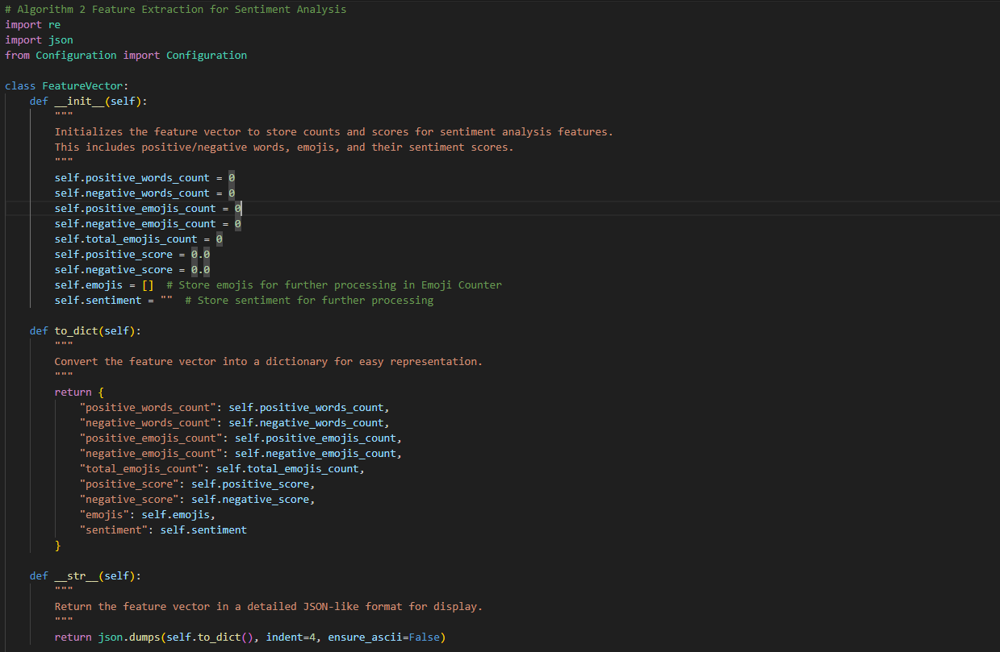 # Algorithm 2 Feature Extraction for Sentiment Analysis
import re
import json
from Configuration import Configuration

class FeatureVector:
    def __init__(self):
        """
        Initializes the feature vector to store counts and scores for sentiment analysis features.
        This includes positive/negative words, emojis, and their sentiment scores.
        """
        self.positive_words_count = 0
        self.negative_words_count = 0
        self.positive_emojis_count = 0
        self.negative_emojis_count = 0
        self.total_emojis_count = 0
        self.positive_score = 0.0
        self.negative_score = 0.0
        self.emojis = []  # Store emojis for further processing in Emoji Counter
        self.sentiment = ""  # Store sentiment for further processing

    def to_dict(self):
        """
        Convert the feature vector into a dictionary for easy representation.
        """
        return {
            "positive_words_count": self.positive_words_count,
            "negative_words_count": self.negative_words_count,
            "positive_emojis_count": self.positive_emojis_count,
            "negative_emojis_count": self.negative_emojis_count,
            "total_emojis_count": self.total_emojis_count,
            "positive_score": self.positive_score,
            "negative_score": self.negative_score,
            "emojis": self.emojis,
            "sentiment": self.sentiment
        }

    def __str__(self):
        """
        Return the feature vector in a detailed JSON-like format for display.
        """
        return json.dumps(self.to_dict(), indent=4, ensure_ascii=False)